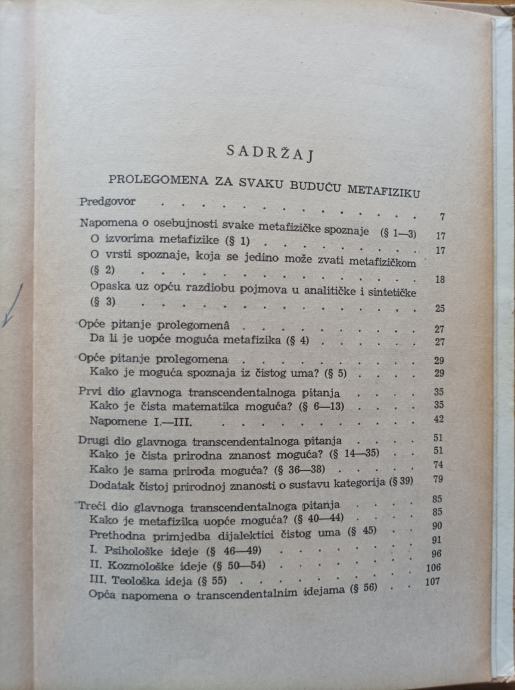 SADRŽAJ
PROLEGOMENA ZA SVAKU BUDUĆU METAFIZIKU
Predgovor . . . . . . . . . . . . . 7
Napomena o osebujnosti svake metafizičke spoznaje (§ 1—3) 17
O izvorima metafizike (§ 1) . . . . . . . . 17
O vrsti spoznaje, koja se jedino može zvati metafizičkom
(§ 2) . . . . . . . . . . . . . 18
Opaska uz opću razdiobu pojmova u analitičke i sintetičke
(§ 3) . . . . . . . . . . . . . 25
Opće pitanje prolegomenâ . . . . . . . . . 27
Da li je uopće moguća metafizika (§ 4) . . . . . 27
Opće pitanje prolegomena . . . . . . . . . 29
Kako je moguća spoznaja iz čistog uma? (§ 5) . . . . 29
Prvi dio glavnoga transcendentalnoga pitanja . . . . 35
Kako je čista matematika moguća? (§ 6—13) . . . . 35
Napomene I.—III. . . . . . . . . . . 42
Drugi dio glavnoga transcendentalnoga pitanja . . . . 51
Kako je čista prirodna znanost moguća? (§ 14—35) . . 51
Kako je sama priroda moguća? (§ 36—38) . . . . . 74
Dodatak čistoj prirodnoj znanosti o sustavu kategorija (§ 39) 79
Treći dio glavnoga transcendentalnoga pitanja . . . . 85
Kako je metafizika uopće moguća? (§ 40—44) . . . . 85
Prethodna primjedba dijalektici čistog uma (§ 45) . . 90
I. Psihološke ideje (§ 46—49) . . . . . . . 91
II. Kozmološke ideje (§ 50—54) . . . . . . . 96
III. Teološka ideja (§ 55) . . . . . . . . . 106
Opća napomena o transcendentalnim idejama (§ 56) . . 107